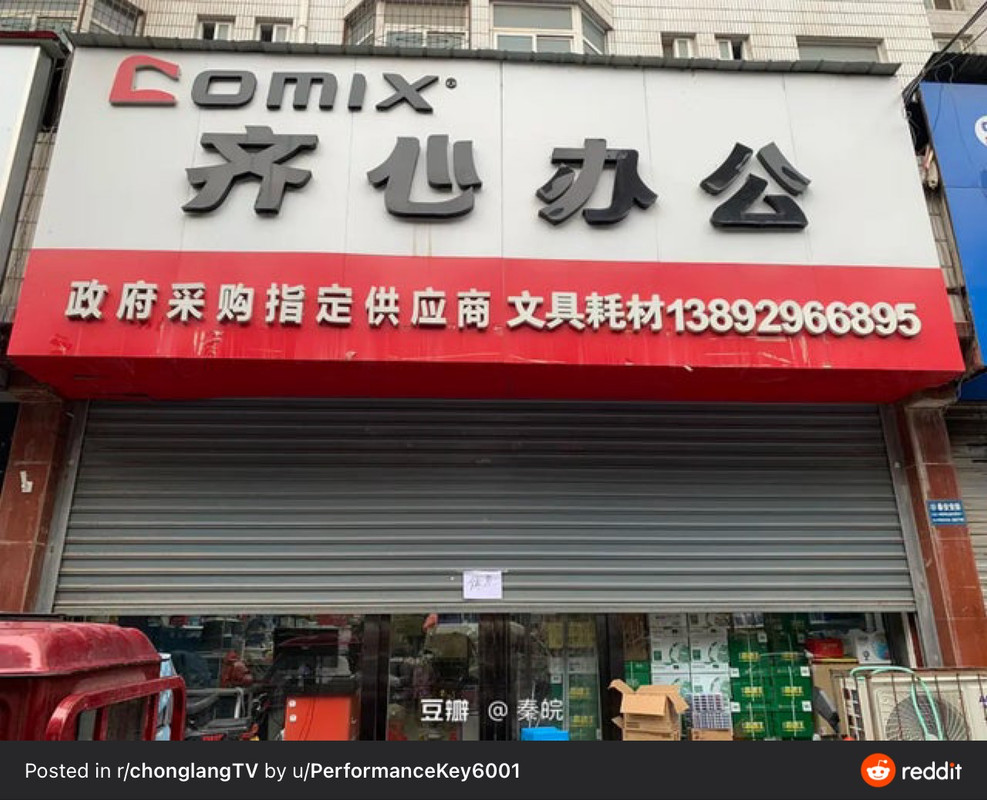 comix
齐心办公
政府采购指定供应商 文具耗材13892966895
豆瓣 @ 秦皖
Posted in r/chonglangTV by u/PerformanceKey6001
reddit